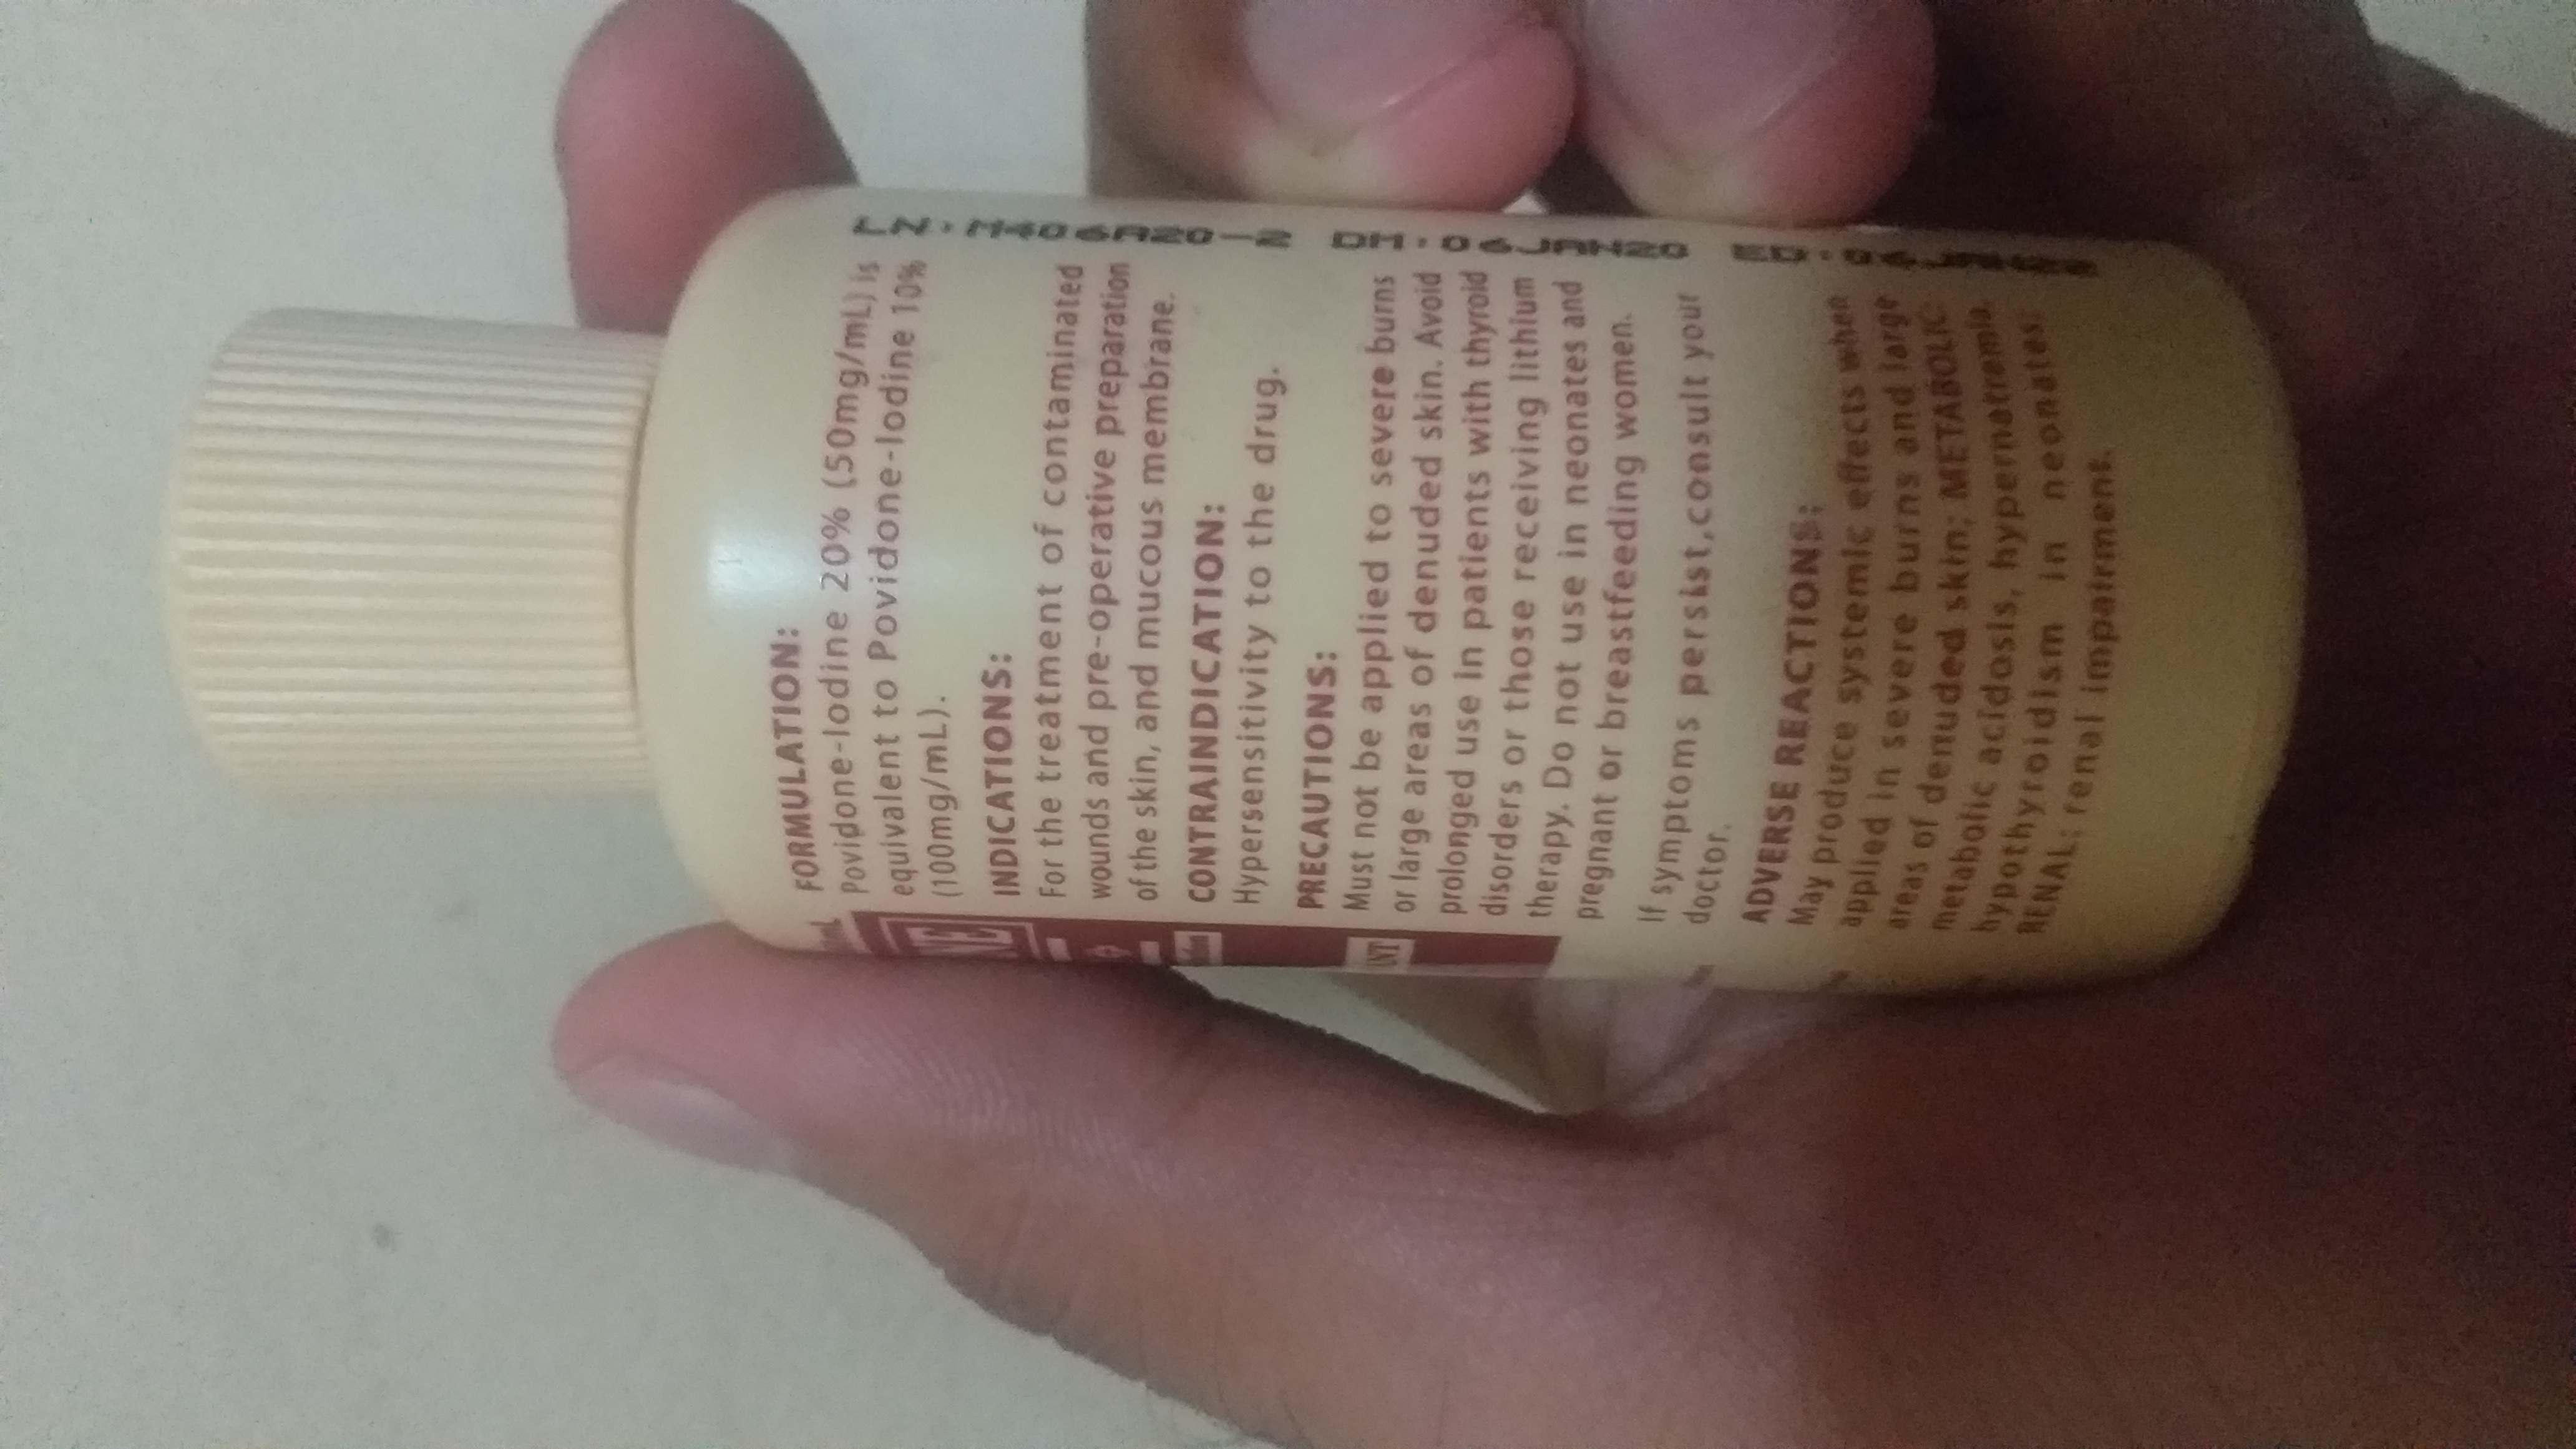 FORMULATION:
Povidone-Iodine 20% (50mg/mL) is
equivalent to Povidone-Iodine 10%
(100mg/mL).
INDICATIONS:
For the treatment of contaminated
wounds and pre-operative preparation
of the skin, and mucous membrane.
CONTRAINDICATION:
Hypersensitivity to the drug.
PRECAUTIONS:
Must not be applied to severe burns
or large areas of denuded skin. Avoid
prolonged use in patients with thyroid
disorders or those receiving lithium
therapy. Do not use in neonates and
pregnant or breastfeeding women.
If symptoms persist,consult your
doctor.
ADVERSE REACTIONS:
May produce systemic effects when
applied in severe burns and large
areas of denuded skin; METABOLIC:
metabolic acidosis, hypernatremia,
hypothyroidism in neonates;
RENAL: renal impairment.
DM:06JAN20